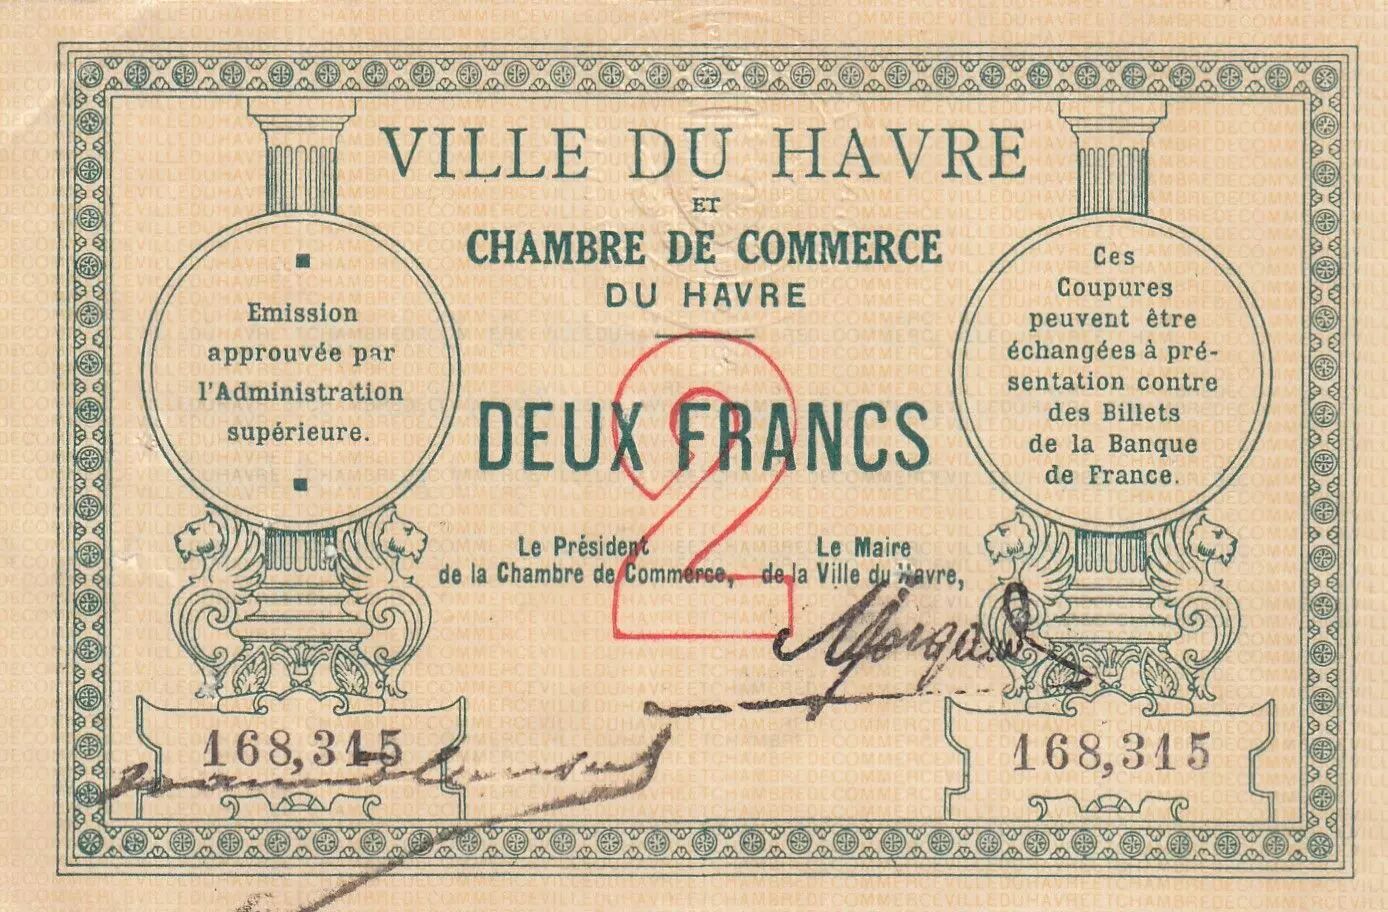 VILLE DU HAVRE
ET
CHAMBRE DE COMMERCE
DU HAVRE
Emission
approuvée par
l'Administration
supérieure.
Ces
Coupures
peuvent être
échangées à pré-
sentation contre
des Billets
de la Banque
de France.
2
DEUX FRANCS
Le Président
de la Chambre de Commerce,
Le Maire
de la Ville du Havre,
Morgand
168,315
168,315